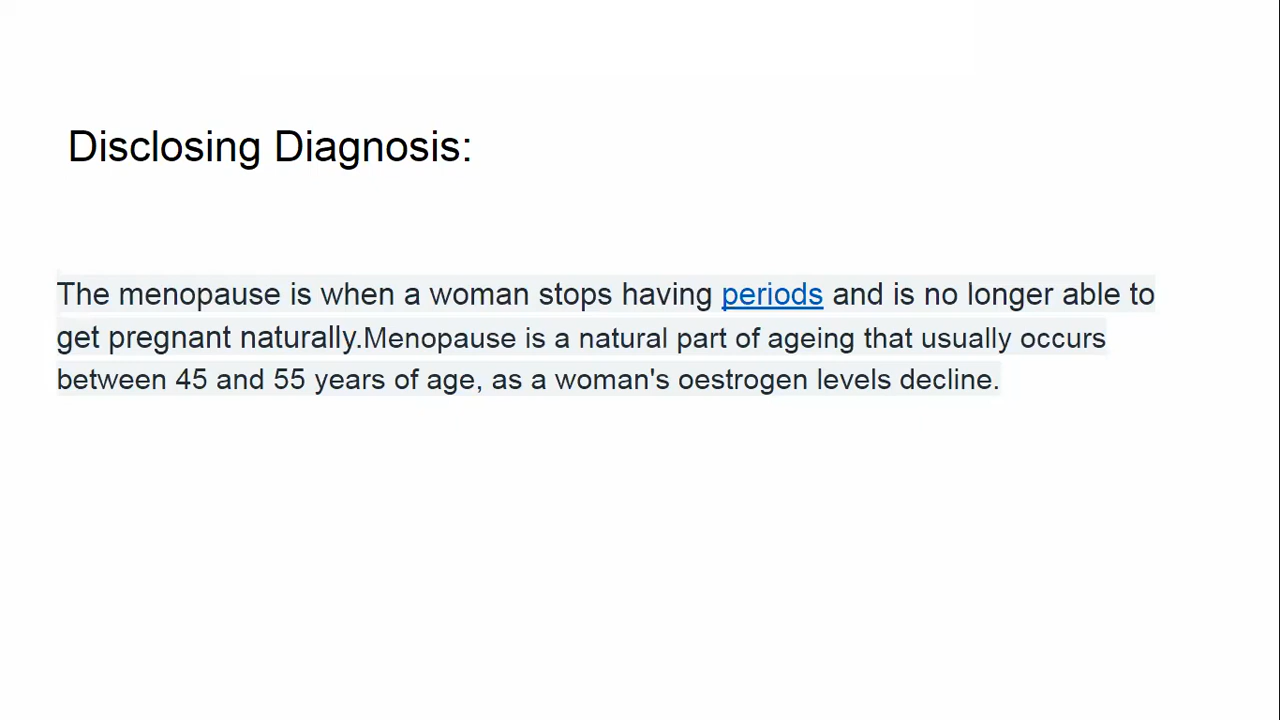 Disclosing Diagnosis:
The menopause is when a woman stops having periods and is no longer able to
get pregnant naturally.Menopause is a natural part of ageing that usually occurs
between 45 and 55 years of age, as a woman's oestrogen levels decline.